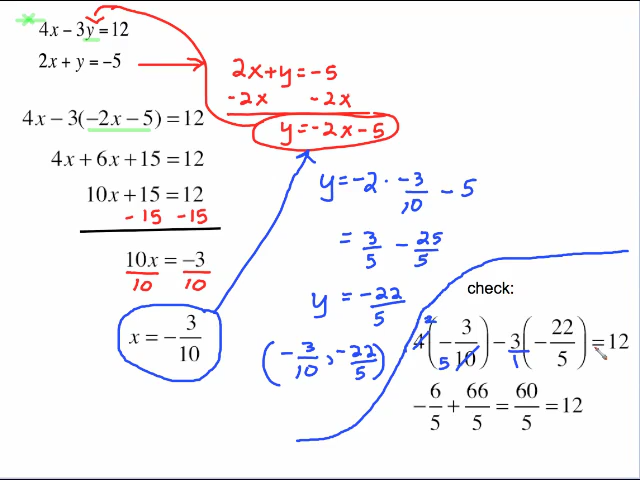 4x − 3y = 12
2x + y = −5
4x − 3(−2x − 5) = 12
4x + 6x + 15 = 12
10x + 15 = 12
− 15 − 15
10x = −3
10 10
x = − 3/10
2x + y = −5
−2x −2x
y = −2x − 5
y = −2 · −3/10 − 5
= 3/5 − 25/5
y = −22/5
(−3/10, −22/5)
check:
2 
4(− 3/10) − 3(− 22/5) = 12
5 1
− 6/5 + 66/5 = 60/5 = 12